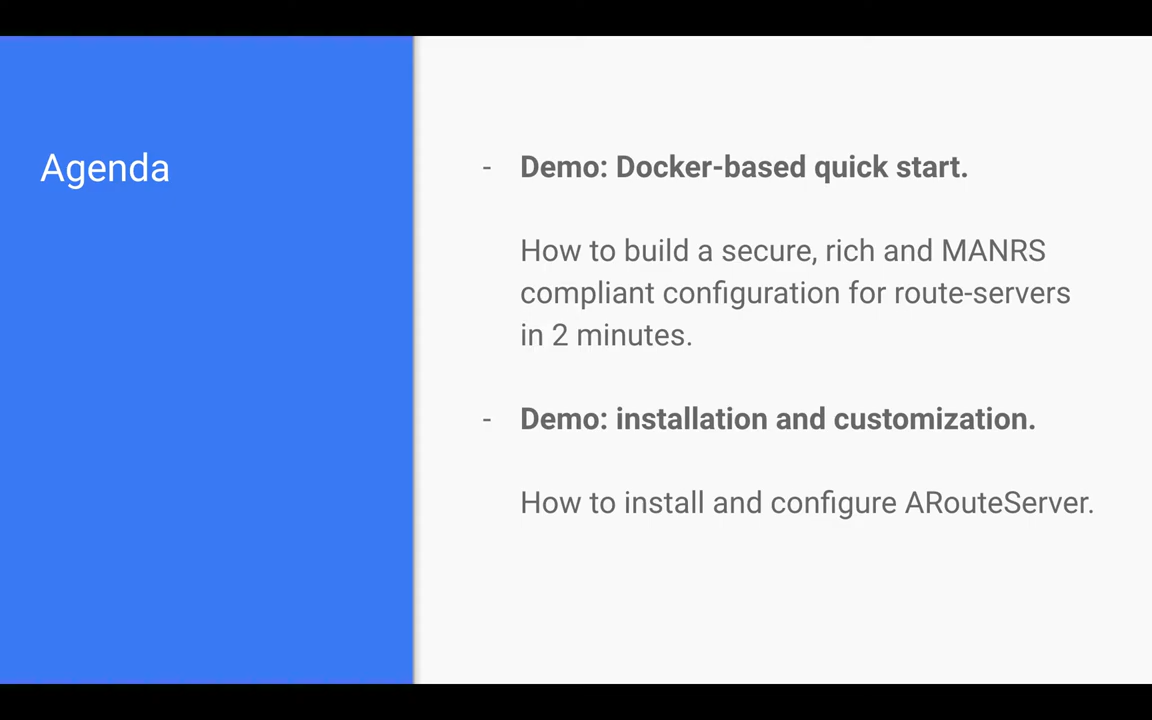 Agenda
- Demo: Docker-based quick start.
How to build a secure, rich and MANRS
compliant configuration for route-servers
in 2 minutes.
- Demo: installation and customization.
How to install and configure ARouteServer.